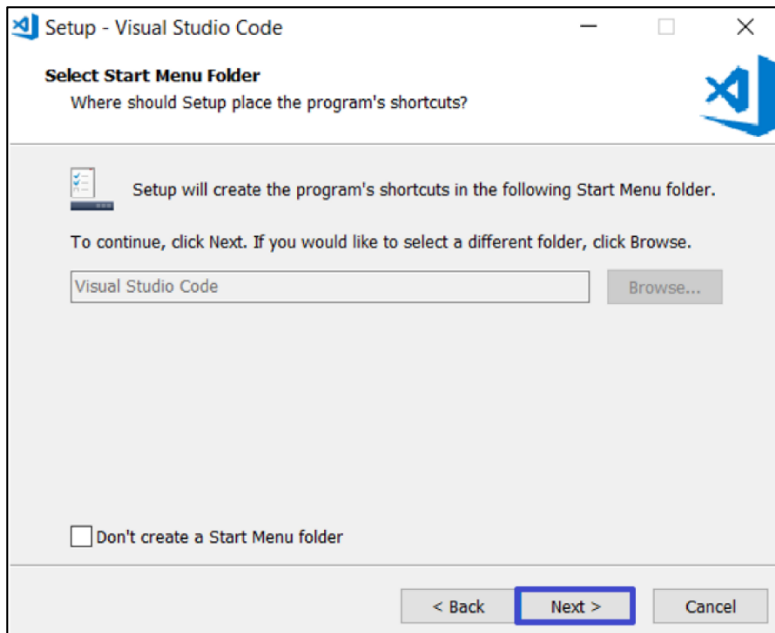 Setup - Visual Studio Code
Select Start Menu Folder
Where should Setup place the program's shortcuts?
Setup will create the program's shortcuts in the following Start Menu folder.
To continue, click Next. If you would like to select a different folder, click Browse.
Visual Studio Code
Browse...
Don't create a Start Menu folder
< Back
Next >
Cancel